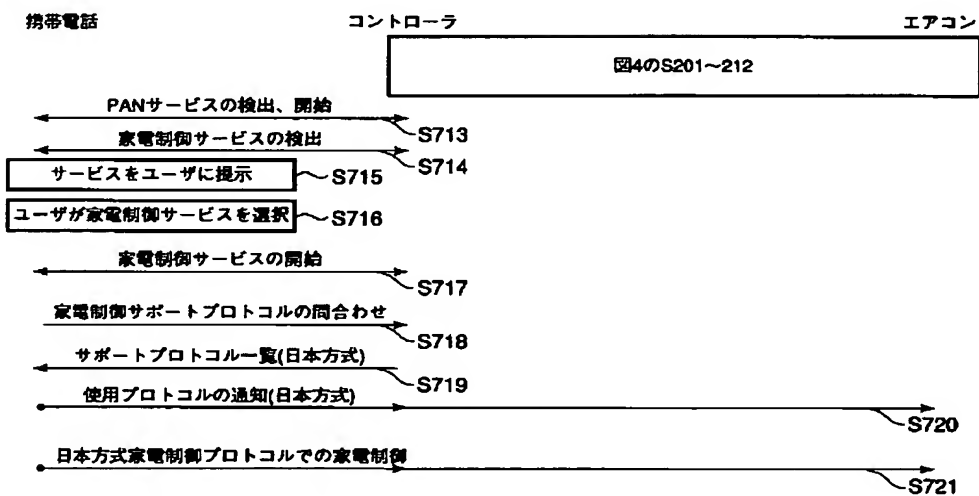 携帯電話
コントローラ
エアコン
図4のS201～212
PANサービスの検出、開始
S713
家電制御サービスの検出
S714
サービスをユーザに提示
S715
ユーザが家電制御サービスを選択
S716
家電制御サービスの開始
S717
家電制御サポートプロトコルの問合わせ
S718
サポートプロトコル一覧(日本方式)
S719
使用プロトコルの通知(日本方式)
S720
日本方式家電制御プロトコルでの家電制御
S721